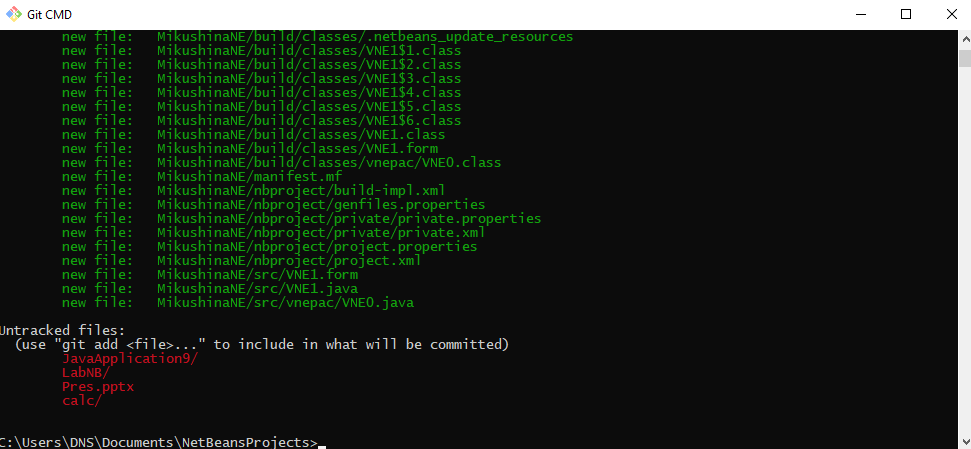 Git CMD
new file:   MikushinaNE/build/classes/.netbeans_update_resources
new file:   MikushinaNE/build/classes/VNE1$1.class
new file:   MikushinaNE/build/classes/VNE1$2.class
new file:   MikushinaNE/build/classes/VNE1$3.class
new file:   MikushinaNE/build/classes/VNE1$4.class
new file:   MikushinaNE/build/classes/VNE1$5.class
new file:   MikushinaNE/build/classes/VNE1$6.class
new file:   MikushinaNE/build/classes/VNE1.class
new file:   MikushinaNE/build/classes/VNE1.form
new file:   MikushinaNE/build/classes/vnepac/VNE0.class
new file:   MikushinaNE/manifest.mf
new file:   MikushinaNE/nbproject/build-impl.xml
new file:   MikushinaNE/nbproject/genfiles.properties
new file:   MikushinaNE/nbproject/private/private.properties
new file:   MikushinaNE/nbproject/private/private.xml
new file:   MikushinaNE/nbproject/project.properties
new file:   MikushinaNE/nbproject/project.xml
new file:   MikushinaNE/src/VNE1.form
new file:   MikushinaNE/src/VNE1.java
new file:   MikushinaNE/src/vnepac/VNE0.java
Untracked files:
(use "git add <file>..." to include in what will be committed)
JavaApplication9/
LabNB/
Pres.pptx
calc/
C:\Users\DNS\Documents\NetBeansProjects>